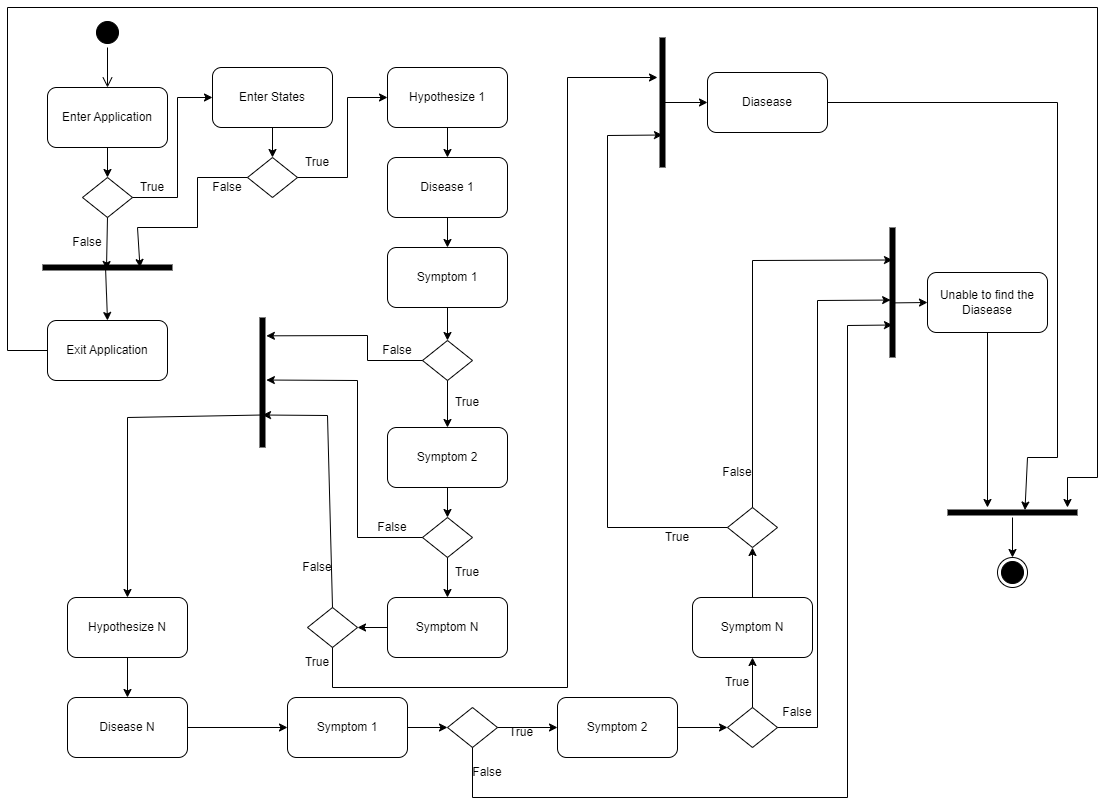 Enter Application
True
False
Exit Application
Enter States
False
True
Hypothesize 1
Disease 1
Symptom 1
False
True
Symptom 2
False
True
Symptom N
False
True
Hypothesize N
Disease N
Symptom 1
True
False
Symptom 2
True
False
Symptom N
True
False
Diasease
Unable to find the
Diasease